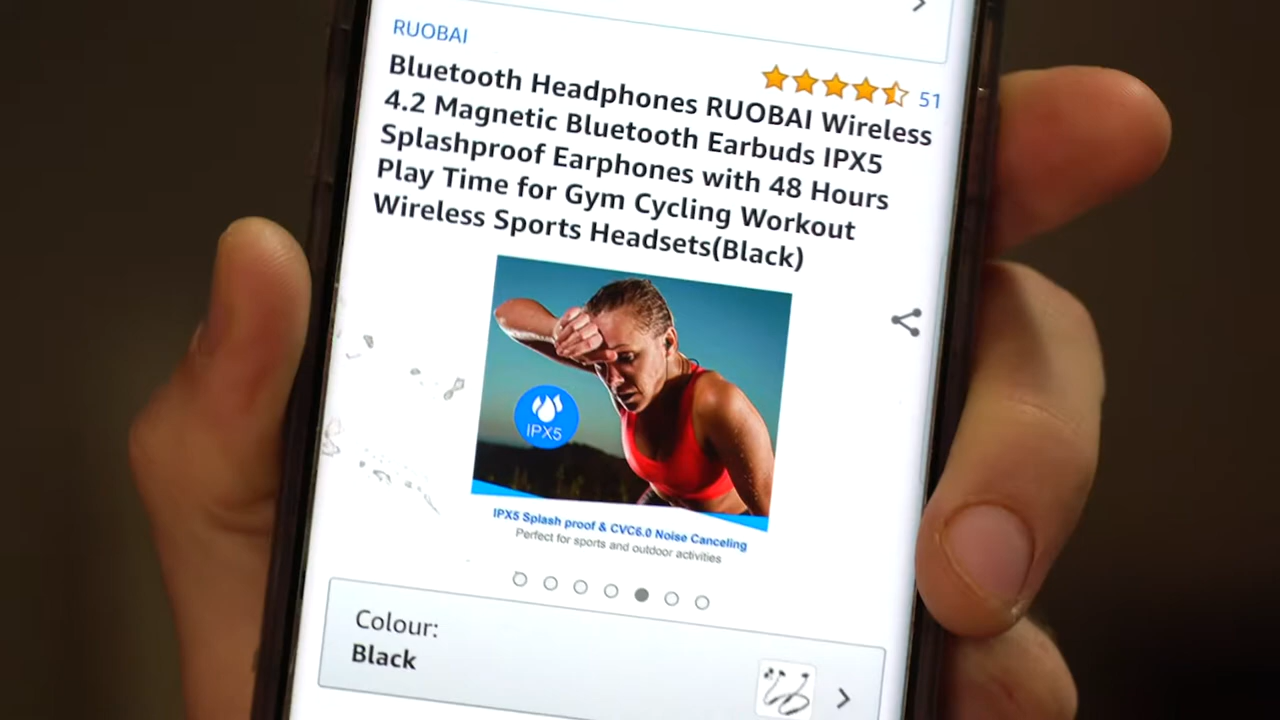 RUOBAI
51
Bluetooth Headphones RUOBAI Wireless
4.2 Magnetic Bluetooth Earbuds IPX5
Splashproof Earphones with 48 Hours
Play Time for Gym Cycling Workout
Wireless Sports Headsets(Black)
IPX5
IPX5 Splash proof & CVC6.0 Noise Canceling
Perfect for sports and outdoor activities
Colour:
Black